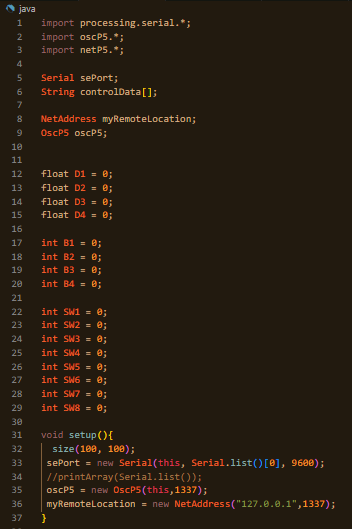 java
1 import processing.serial.*;
2 import oscP5.*;
3 import netP5.*;
4
5 Serial sePort;
6 String controlData[];
7
8 NetAddress myRemoteLocation;
9 OscP5 oscP5;
10
11
12 float D1 = 0;
13 float D2 = 0;
14 float D3 = 0;
15 float D4 = 0;
16
17 int B1 = 0;
18 int B2 = 0;
19 int B3 = 0;
20 int B4 = 0;
21
22 int SW1 = 0;
23 int SW2 = 0;
24 int SW3 = 0;
25 int SW4 = 0;
26 int SW5 = 0;
27 int SW6 = 0;
28 int SW7 = 0;
29 int SW8 = 0;
30
31 void setup(){
32 size(100, 100);
33 sePort = new Serial(this, Serial.list()[0], 9600);
34 //printArray(Serial.list());
35 oscP5 = new OscP5(this,1337);
36 myRemoteLocation = new NetAddress("127.0.0.1",1337);
37 }